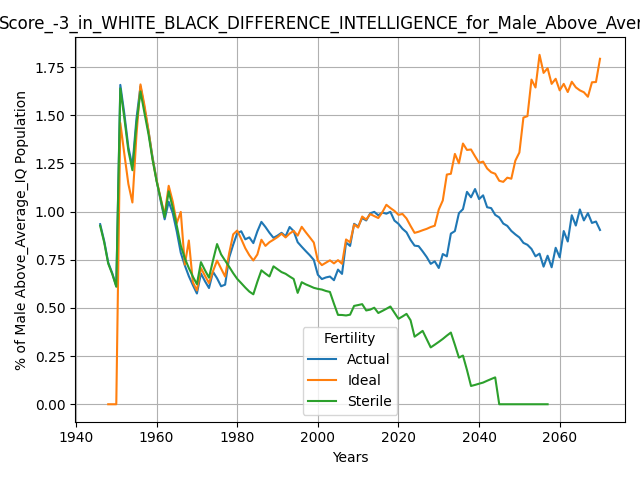 Score_-3_in_WHITE_BLACK_DIFFERENCE_INTELLIGENCE_for_Male_Above_Aver
% of Male Above_Average_IQ Population
1.75
1.50
1.25
1.00
0.75
0.50
0.25
0.00
Fertility
Actual
Ideal
Sterile
1940
1960
1980
2000
2020
2040
2060
Years